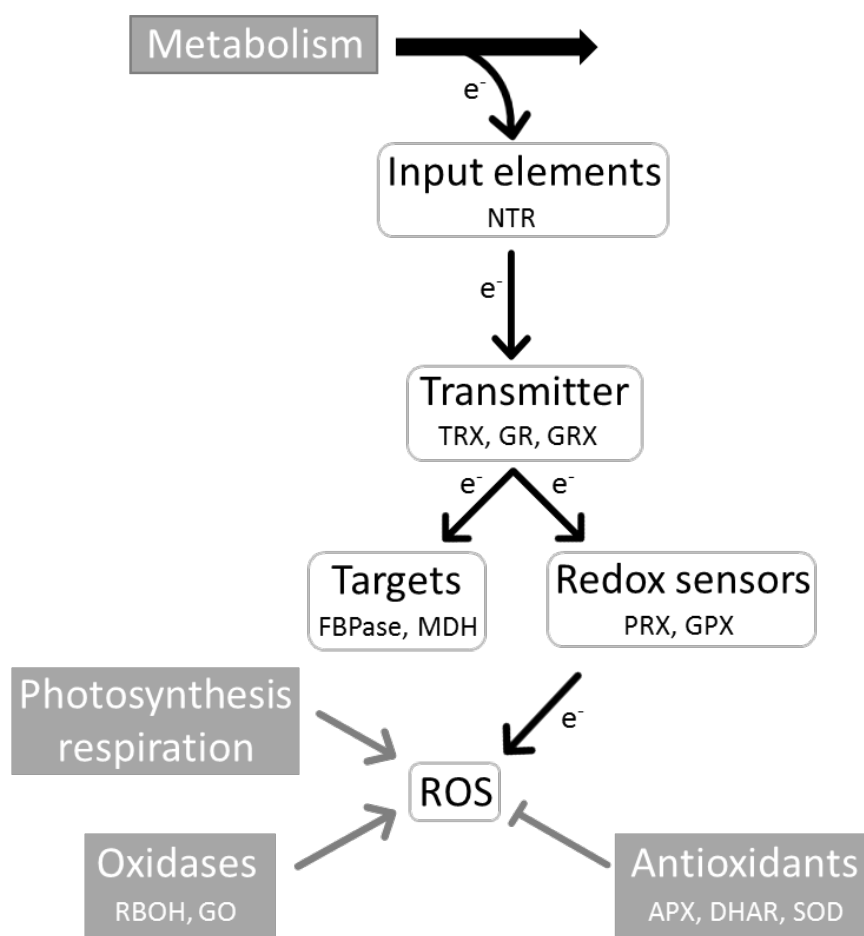 Metabolism
e-
Input elements
NTR
e-
Transmitter
TRX, GR, GRX
e- e-
Targets
FBPase, MDH
Redox sensors
PRX, GPX
Photosynthesis
respiration
e-
ROS
Oxidases
RBOH, GO
Antioxidants
APX, DHAR, SOD